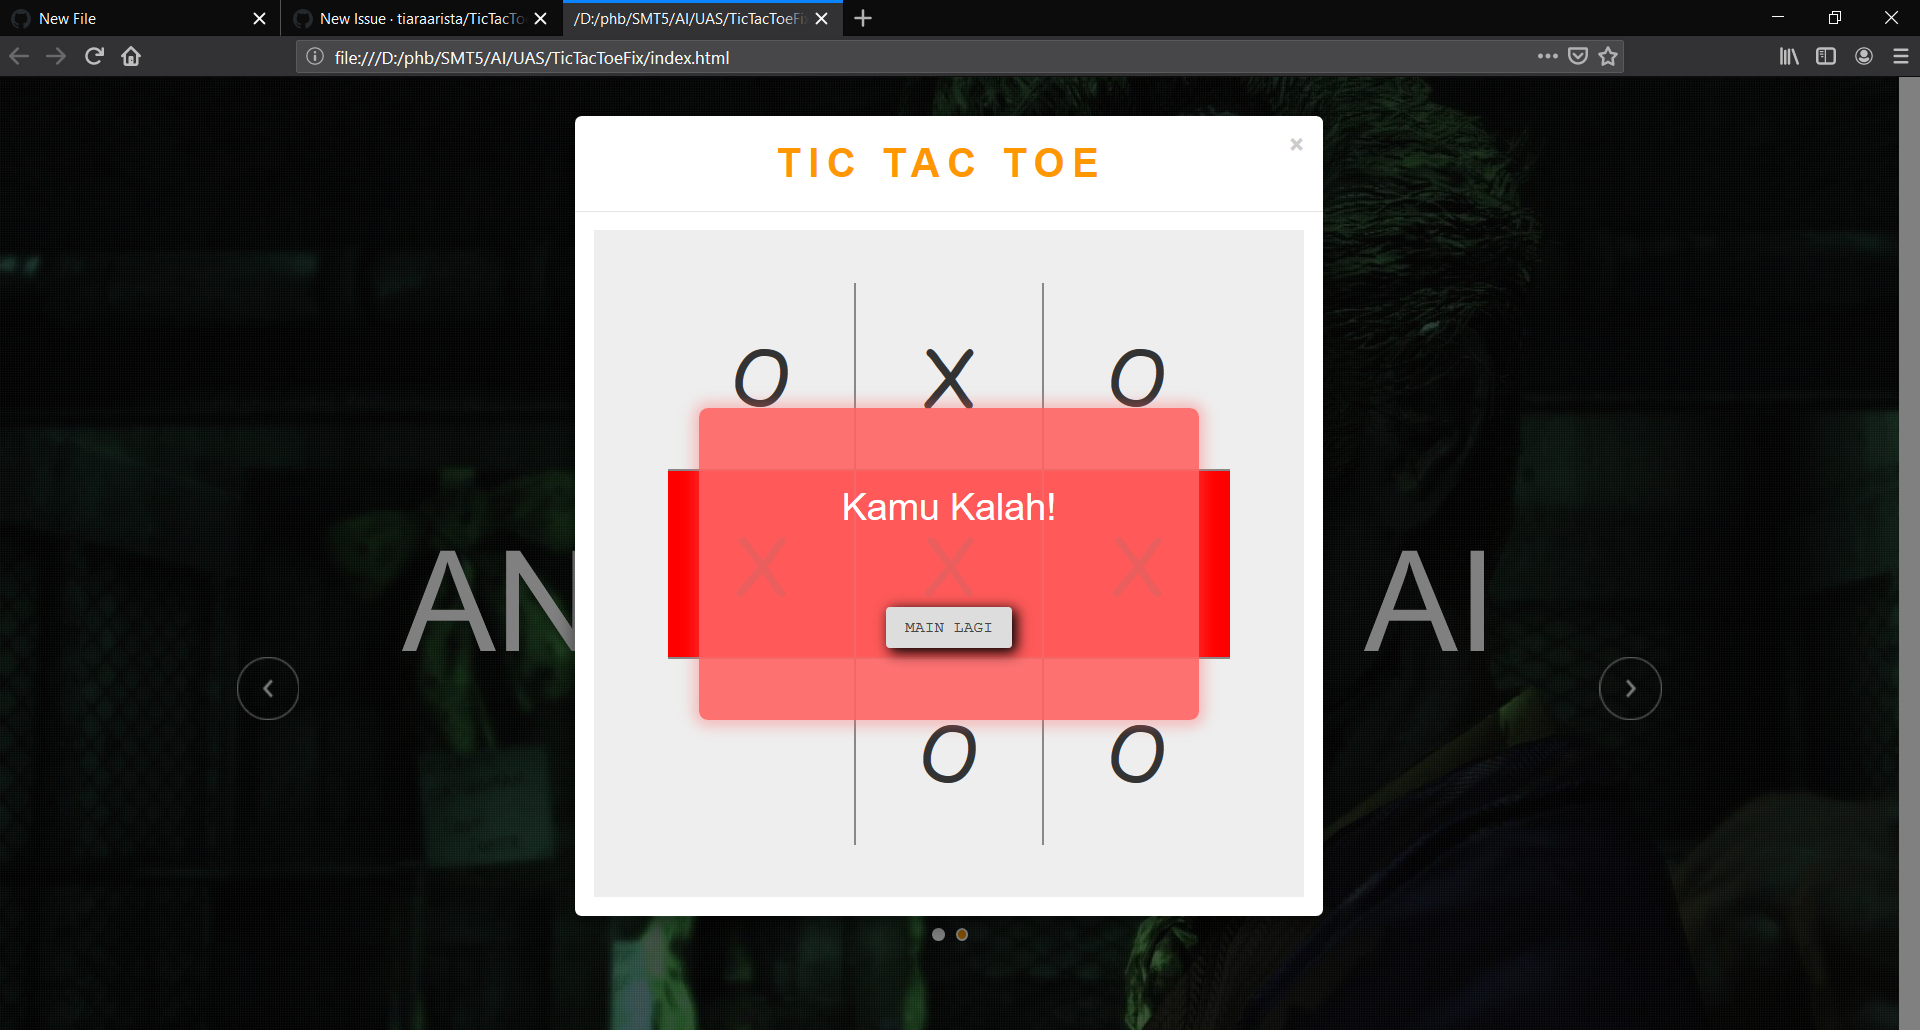 New File
New Issue · tiaraarista/TicTacTo
/D:/phb/SMT5/AI/UAS/TicTacToeFi
file:///D:/phb/SMT5/AI/UAS/TicTacToeFix/index.html
TIC TAC TOE
O X O
Kamu Kalah!
X X X
MAIN LAGI
O O
AN
AI